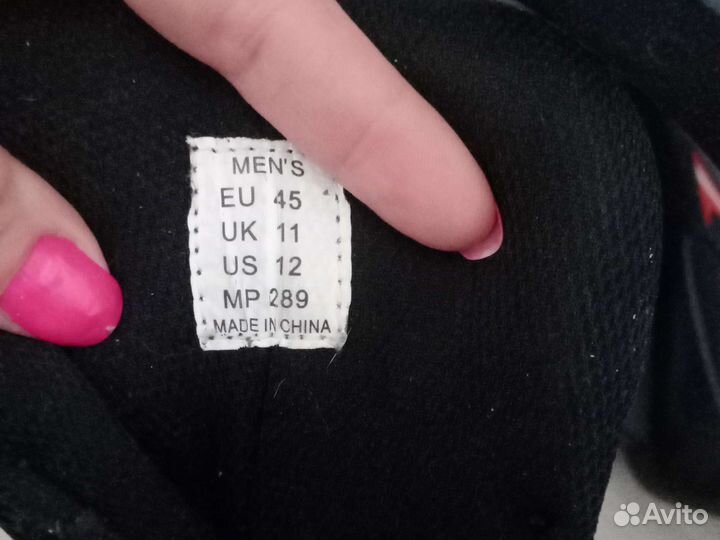 MEN'S
EU 45
UK 11
US 12
MP 289
MADE IN CHINA
Avito